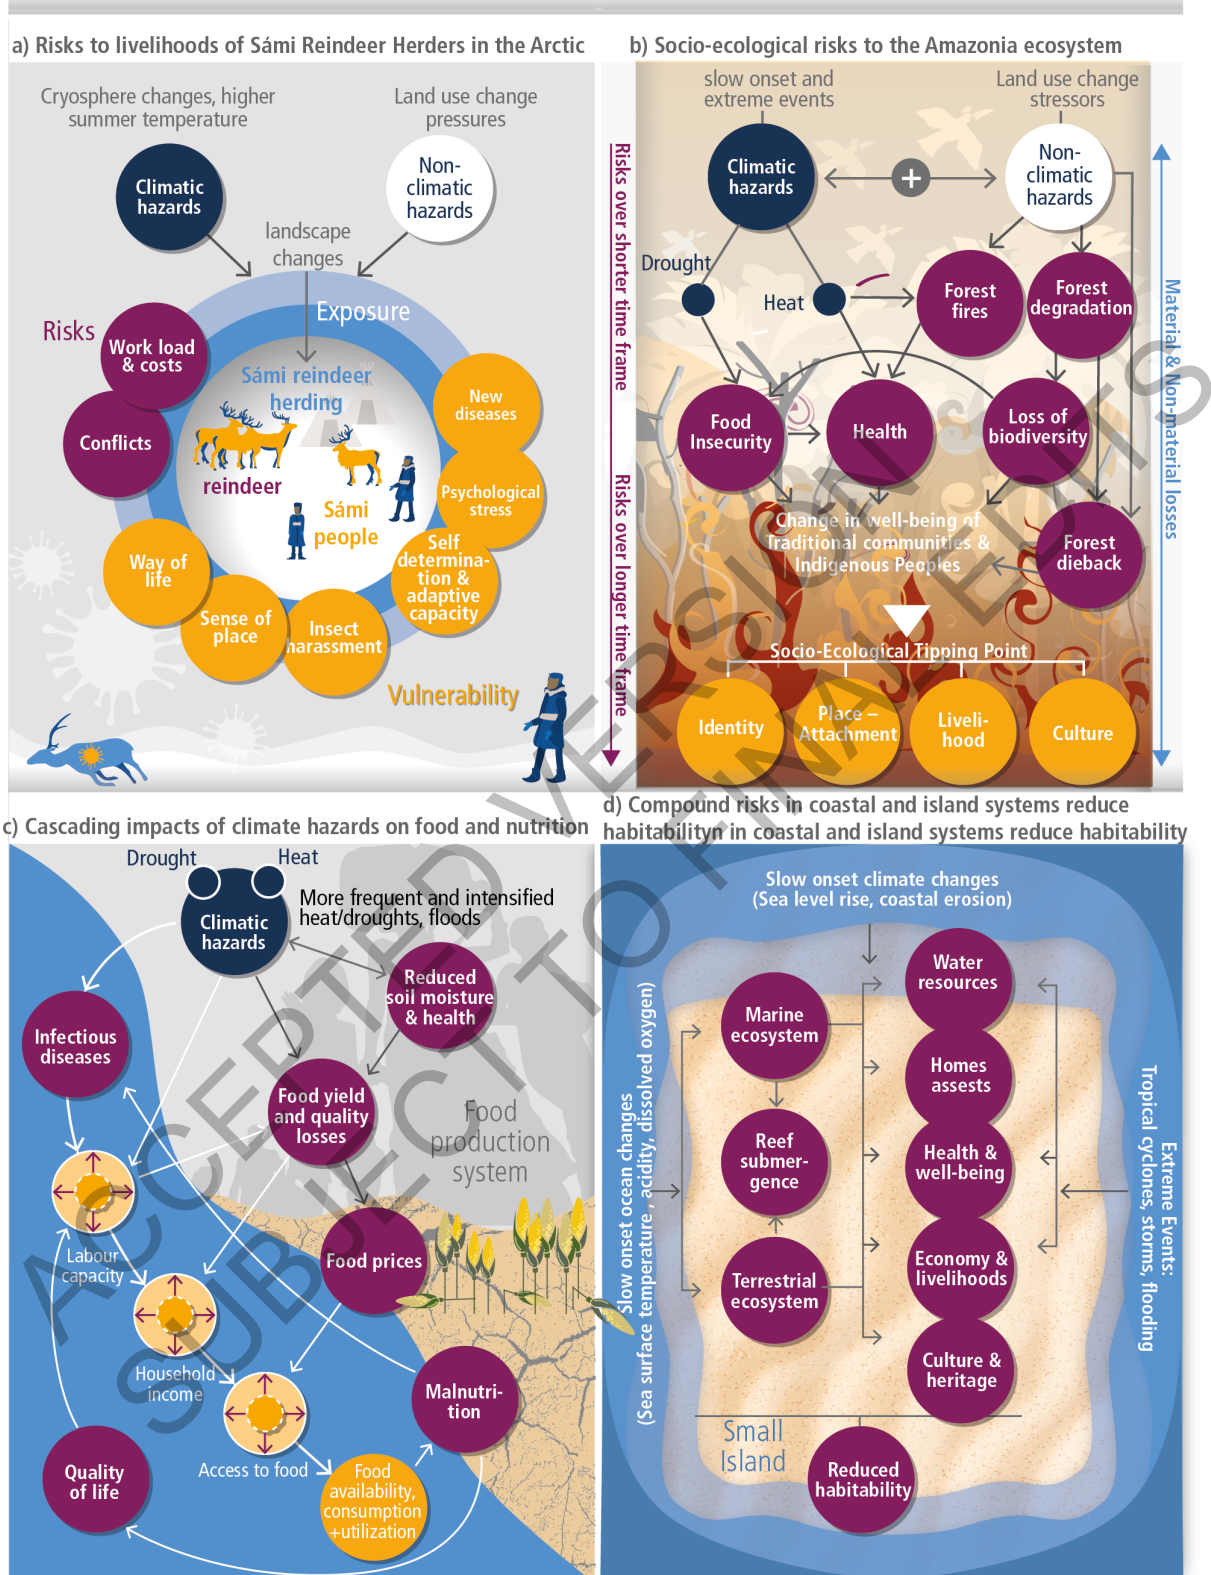 a) Risks to livelihoods of Sámi Reindeer Herders in the Arctic
Cryosphere changes, higher
summer temperature
Land use change
pressures
Climatic
hazards
Non-
climatic
hazards
landscape
changes
Exposure
Risks
Work load
& costs
Conflicts
Sámi reindeer
herding
reindeer
Sámi
people
New
diseases
Psychological
stress
Self
determina-
tion &
adaptive
capacity
Way of
life
Sense of
place
Insect
harassment
Vulnerability
b) Socio-ecological risks to the Amazonia ecosystem
slow onset and
extreme events
Land use change
stressors
Climatic
hazards
+
Non-
climatic
hazards
Risks over shorter time frame
Risks over longer time frame
Material & Non-material losses
Drought
Heat
Forest
fires
Forest
degradation
Food
Insecurity
Health
Loss of
biodiversity
Change in well-being of
Traditional communities &
Indigenous Peoples
Forest
dieback
Socio-Ecological Tipping Point
Identity
Place –
Attachment
Liveli-
hood
Culture
c) Cascading impacts of climate hazards on food and nutrition
Drought
Heat
Climatic
hazards
More frequent and intensified
heat/droughts, floods
Reduced
soil moisture
& health
Infectious
diseases
Food yield
and quality
losses
Food
production
system
Labour
capacity
Food prices
Household
income
Access to food
Malnutri-
tion
Quality
of life
Food
availability,
consumption
+utilization
d) Compound risks in coastal and island systems reduce
habitabilityn in coastal and island systems reduce habitability
Slow onset climate changes
(Sea level rise, coastal erosion)
Slow onset ocean changes
(Sea surface temperature , acidity, dissolved oxygen)
Marine
ecosystem
Reef
submer-
gence
Terrestrial
ecosystem
Water
resources
Homes
assests
Health &
well-being
Economy &
livelihoods
Culture &
heritage
Extreme Events:
Tropical cyclones, storms, flooding
Small
Island
Reduced
habitability
ACCEPTED VERSION
SUBJECT TO FINAL EDITS